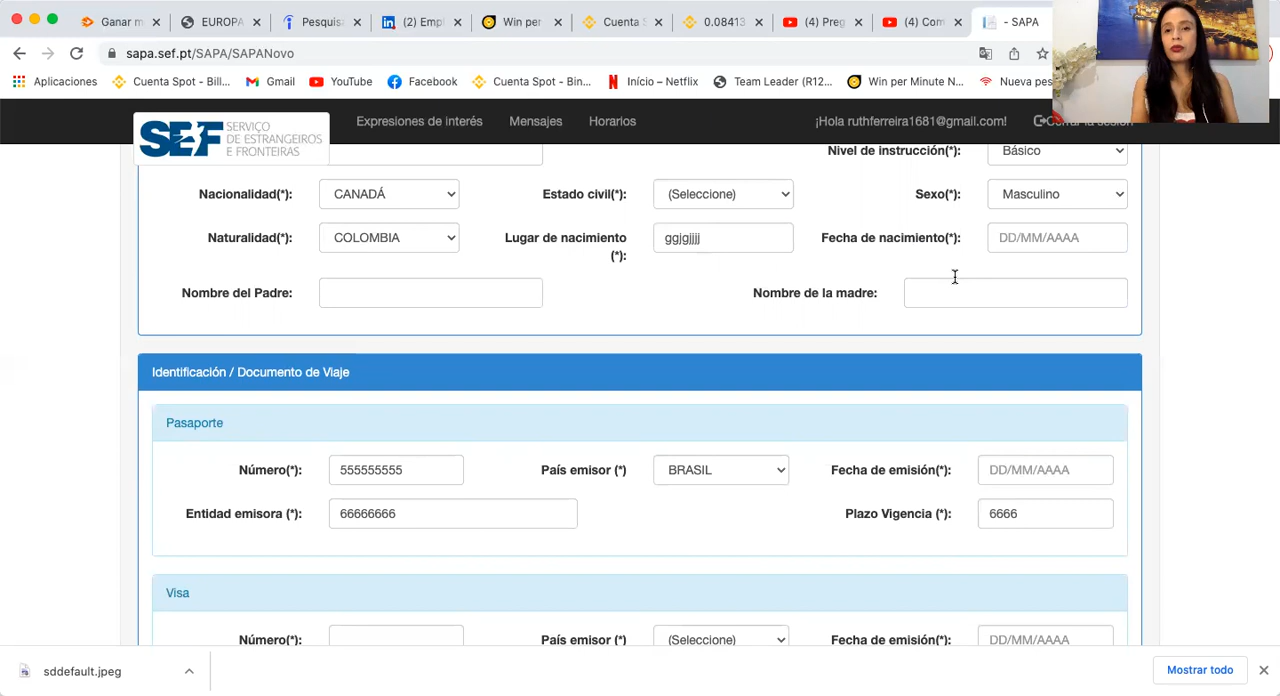 Ganar m
EUROPA
Pesquisa
(2) Emp
Win per
Cuenta S
0.08413
(4) Preg
(4) Com
- SAPA
sapa.sef.pt/SAPA/SAPANovo
Aplicaciones
Cuenta Spot - Bill...
Gmail
YouTube
Facebook
Cuenta Spot - Bin...
Início – Netflix
Team Leader (R12...
Win per Minute N...
Nueva pes
SEF SERVIÇO
DE ESTRANGEIROS
E FRONTEIRAS
Expresiones de interés
Mensajes
Horarios
¡Hola ruthferreira1681@gmail.com!
Cerrar la sesión
Nivel de instrucción(*): Básico
Nacionalidad(*): CANADÁ
Estado civil(*): (Seleccione)
Sexo(*): Masculino
Naturalidad(*): COLOMBIA
Lugar de nacimiento
(*): ggjgjjjj
Fecha de nacimiento(*): DD/MM/AAAA
Nombre del Padre:
Nombre de la madre:
Identificación / Documento de Viaje
Pasaporte
Número(*): 555555555
País emisor (*) BRASIL
Fecha de emisión(*): DD/MM/AAAA
Entidad emisora (*): 66666666
Plazo Vigencia (*): 6666
Visa
Número(*):
País emisor (*) (Seleccione)
Fecha de emisión(*): DD/MM/AAAA
sddefault.jpeg
Mostrar todo